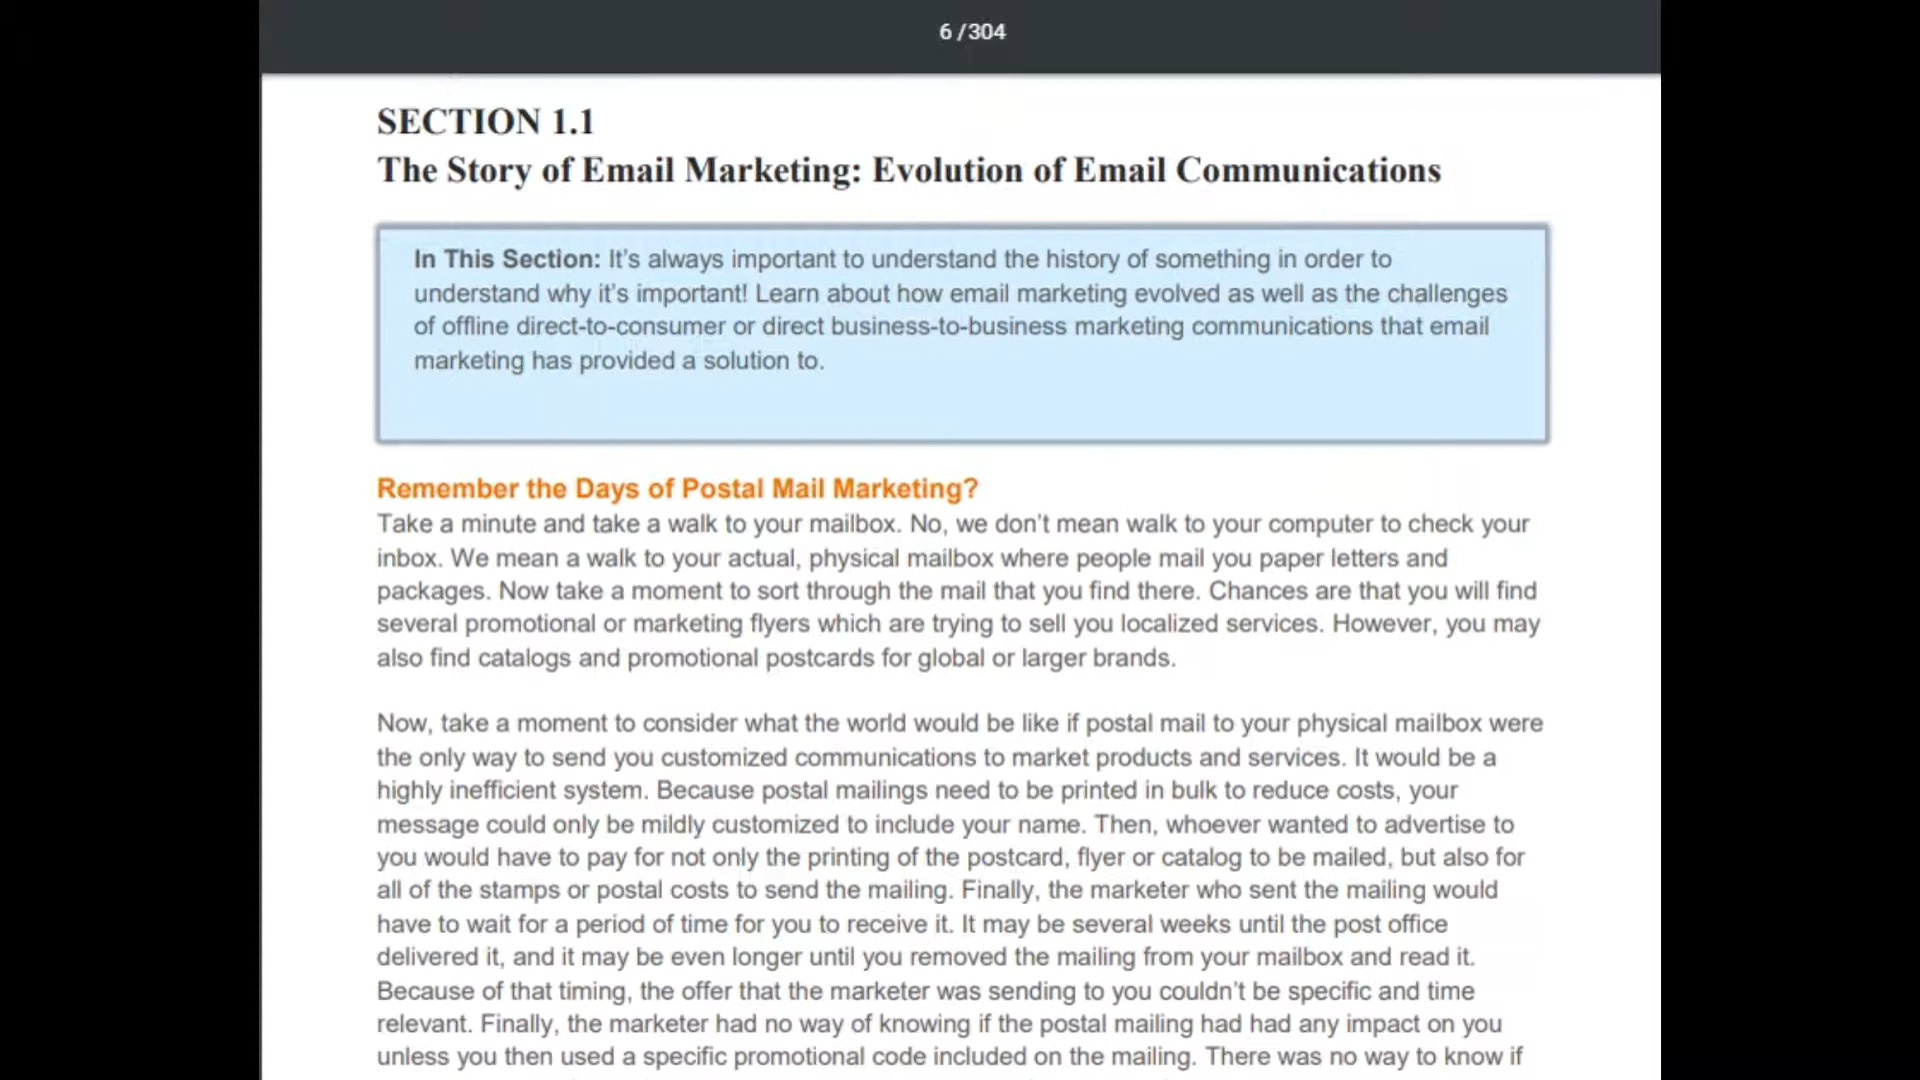 6 /304
SECTION 1.1
The Story of Email Marketing: Evolution of Email Communications
In This Section: It's always important to understand the history of something in order to
understand why it's important! Learn about how email marketing evolved as well as the challenges
of offline direct-to-consumer or direct business-to-business marketing communications that email
marketing has provided a solution to.
Remember the Days of Postal Mail Marketing?
Take a minute and take a walk to your mailbox. No, we don't mean walk to your computer to check your
inbox. We mean a walk to your actual, physical mailbox where people mail you paper letters and
packages. Now take a moment to sort through the mail that you find there. Chances are that you will find
several promotional or marketing flyers which are trying to sell you localized services. However, you may
also find catalogs and promotional postcards for global or larger brands.
Now, take a moment to consider what the world would be like if postal mail to your physical mailbox were
the only way to send you customized communications to market products and services. It would be a
highly inefficient system. Because postal mailings need to be printed in bulk to reduce costs, your
message could only be mildly customized to include your name. Then, whoever wanted to advertise to
you would have to pay for not only the printing of the postcard, flyer or catalog to be mailed, but also for
all of the stamps or postal costs to send the mailing. Finally, the marketer who sent the mailing would
have to wait for a period of time for you to receive it. It may be several weeks until the post office
delivered it, and it may be even longer until you removed the mailing from your mailbox and read it.
Because of that timing, the offer that the marketer was sending to you couldn't be specific and time
relevant. Finally, the marketer had no way of knowing if the postal mailing had had any impact on you
unless you then used a specific promotional code included on the mailing. There was no way to know if